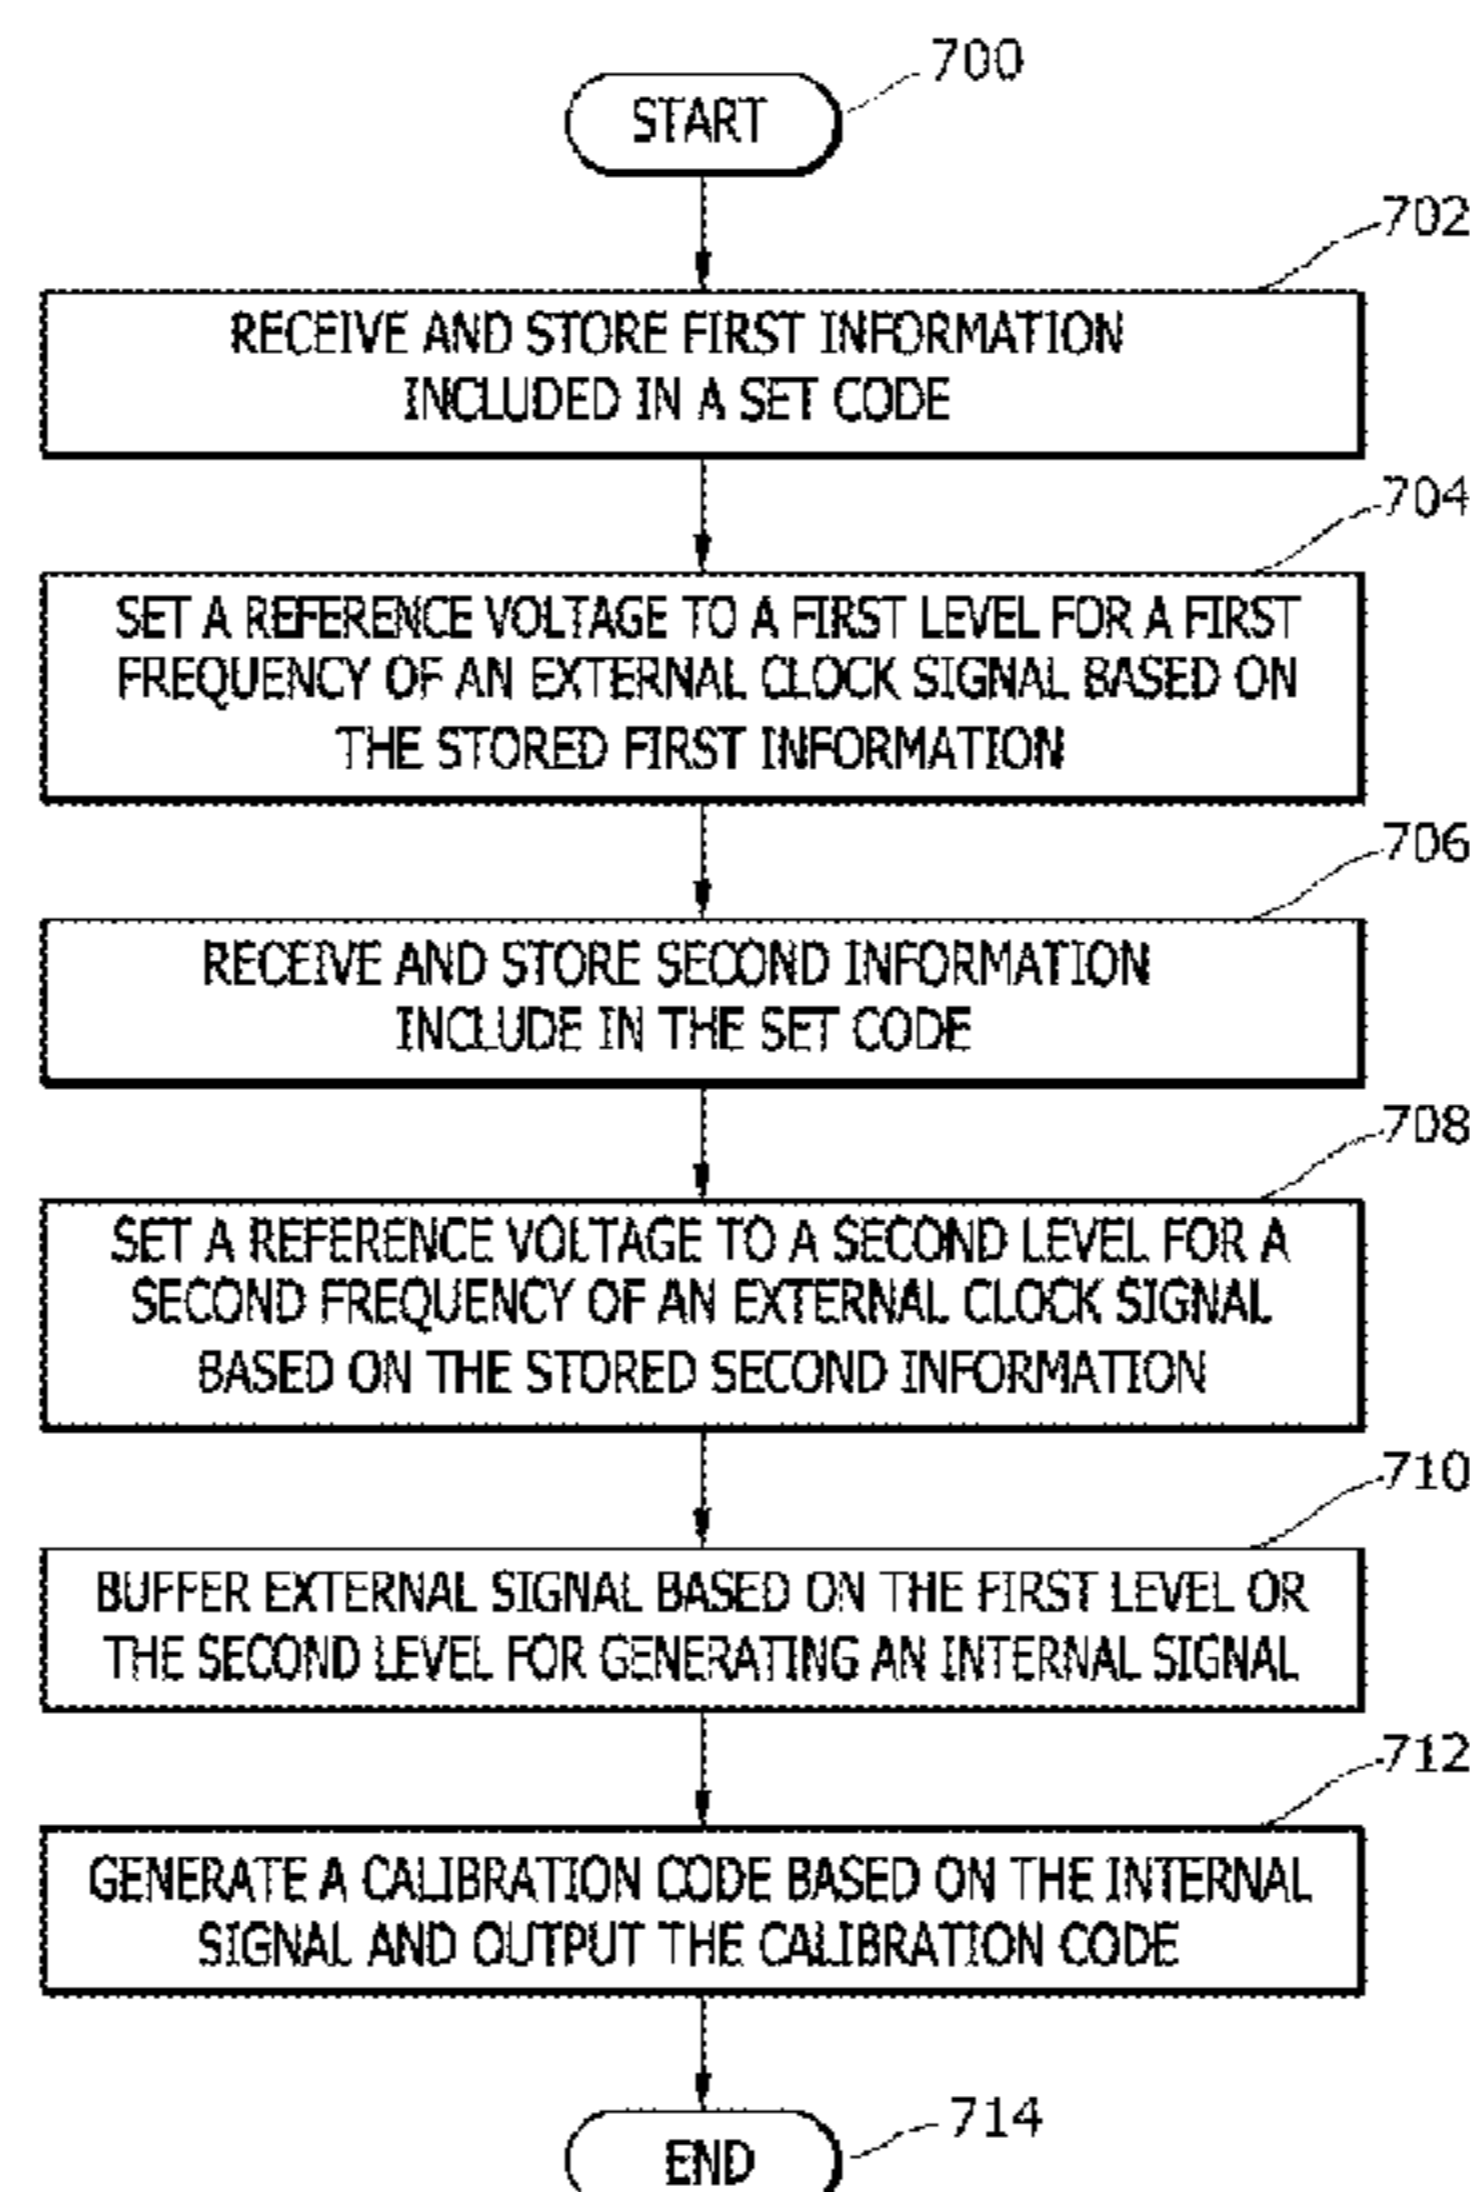 700
START
702
RECEIVE AND STORE FIRST INFORMATION
INCLUDED IN A SET CODE
704
SET A REFERENCE VOLTAGE TO A FIRST LEVEL FOR A FIRST
FREQUENCY OF AN EXTERNAL CLOCK SIGNAL BASED ON
THE STORED FIRST INFORMATION
706
RECEIVE AND STORE SECOND INFORMATION
INCLUDE IN THE SET CODE
708
SET A REFERENCE VOLTAGE TO A SECOND LEVEL FOR A
SECOND FREQUENCY OF AN EXTERNAL CLOCK SIGNAL
BASED ON THE STORED SECOND INFORMATION
710
BUFFER EXTERNAL SIGNAL BASED ON THE FIRST LEVEL OR
THE SECOND LEVEL FOR GENERATING AN INTERNAL SIGNAL
712
GENERATE A CALIBRATION CODE BASED ON THE INTERNAL
SIGNAL AND OUTPUT THE CALIBRATION CODE
714
END